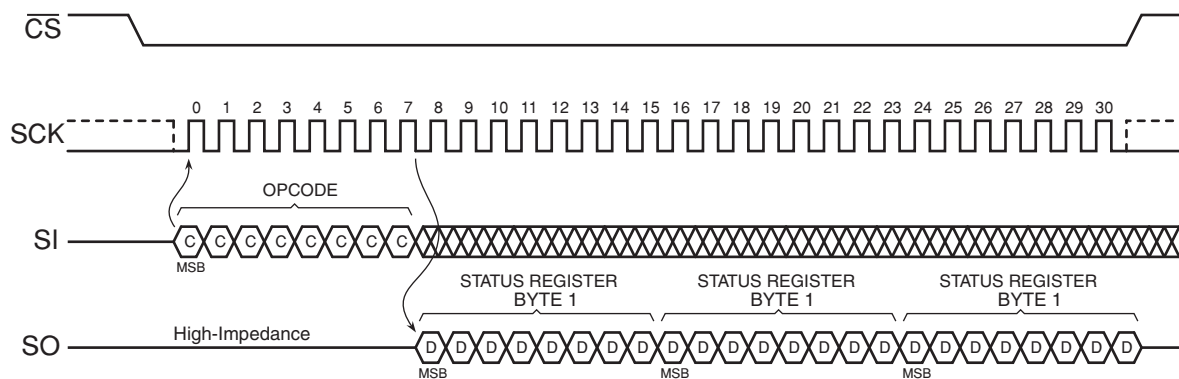 CS
0 1 2 3 4 5 6 7 8 9 10 11 12 13 14 15 16 17 18 19 20 21 22 23 24 25 26 27 28 29 30
SCK
OPCODE
SI C C C C C C C C
MSB
STATUS REGISTER BYTE 1
STATUS REGISTER BYTE 1
STATUS REGISTER BYTE 1
High-Impedance
SO D D D D D D D D D D D D D D D D D D D D D D D D
MSB MSB MSB